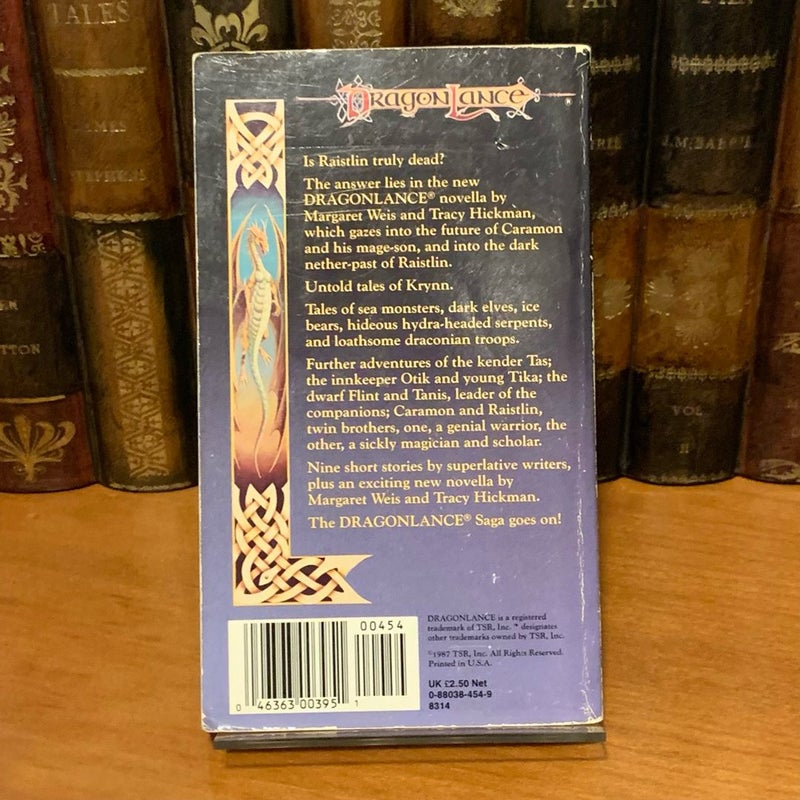 TALES
DRAGONLANCE
Is Raistlin truly dead?
The answer lies in the new
DRAGONLANCE® novella by
Margaret Weis and Tracy Hickman,
which gazes into the future of Caramon
and his mage-son, and into the dark
nether-past of Raistlin.
Untold tales of Krynn.
Tales of sea monsters, dark elves, ice
bears, hideous hydra-headed serpents,
and loathsome draconian troops.
Further adventures of the kender Tas;
the innkeeper Otik and young Tika; the
dwarf Flint and Tanis, leader of the
companions; Caramon and Raistlin,
twin brothers, one, a genial warrior, the
other, a sickly magician and scholar.
Nine short stories by superlative writers,
plus an exciting new novella by
Margaret Weis and Tracy Hickman.
The DRAGONLANCE® Saga goes on!
00454
0 46363 00395 1
DRAGONLANCE is a registered
trademark of TSR, Inc. ™ designates
other trademarks owned by TSR, Inc.
©1987 TSR, Inc. All Rights Reserved.
Printed in U.S.A.
UK £2.50 Net
0-88038-454-9
8314
PAN
J.M. BARRIE
VOL
II